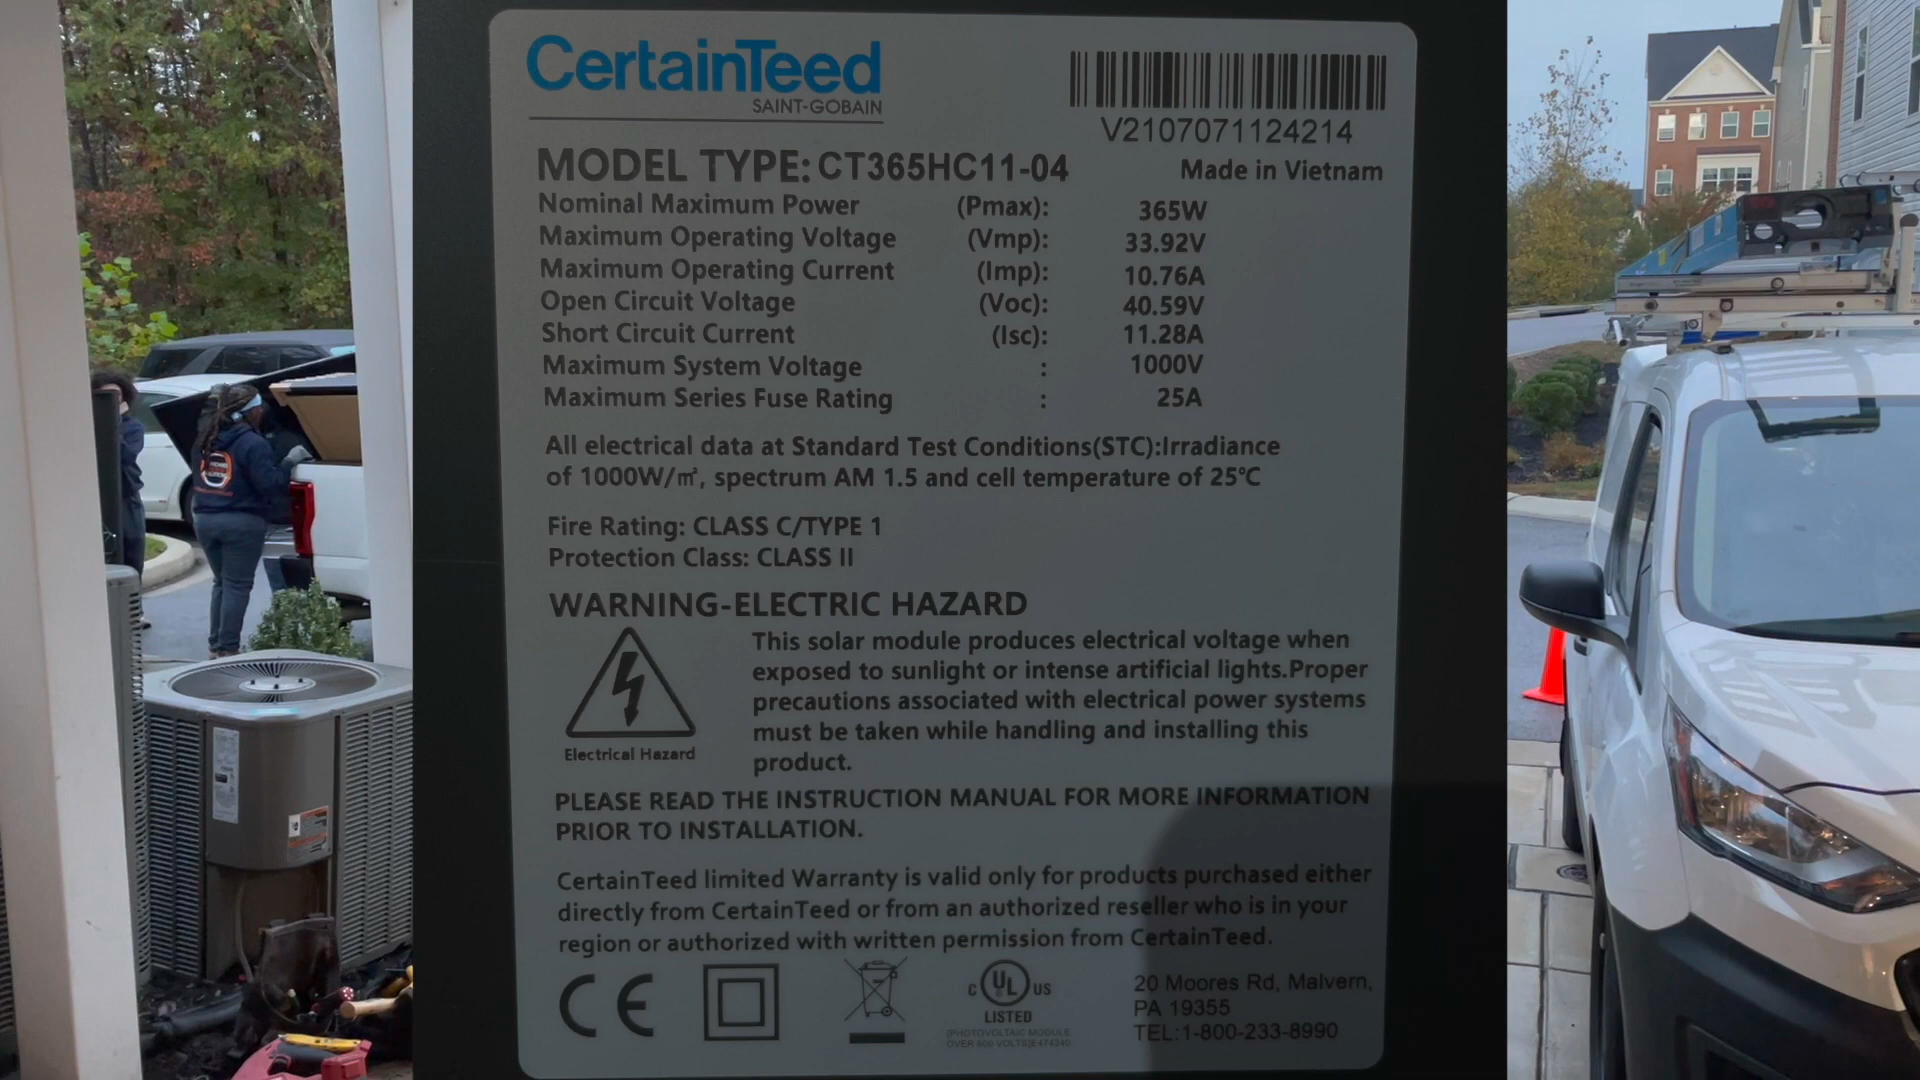 CertainTeed
SAINT-GOBAIN
V2107071124214
MODEL TYPE: CT365HC11-04
Made in Vietnam
Nominal Maximum Power (Pmax): 365W
Maximum Operating Voltage (Vmp): 33.92V
Maximum Operating Current (Imp): 10.76A
Open Circuit Voltage (Voc): 40.59V
Short Circuit Current (Isc): 11.28A
Maximum System Voltage : 1000V
Maximum Series Fuse Rating : 25A
All electrical data at Standard Test Conditions(STC):Irradiance
of 1000W/㎡, spectrum AM 1.5 and cell temperature of 25℃
Fire Rating: CLASS C/TYPE 1
Protection Class: CLASS II
WARNING-ELECTRIC HAZARD
This solar module produces electrical voltage when
exposed to sunlight or intense artificial lights.Proper
precautions associated with electrical power systems
must be taken while handling and installing this
product.
Electrical Hazard
PLEASE READ THE INSTRUCTION MANUAL FOR MORE INFORMATION
PRIOR TO INSTALLATION.
CertainTeed limited Warranty is valid only for products purchased either
directly from CertainTeed or from an authorized reseller who is in your
region or authorized with written permission from CertainTeed.
CE
C UL US
LISTED
PHOTOVOLTAIC MODULE
OVER 600 VOLTS E474240
20 Moores Rd, Malvern,
PA 19355
TEL:1-800-233-8990